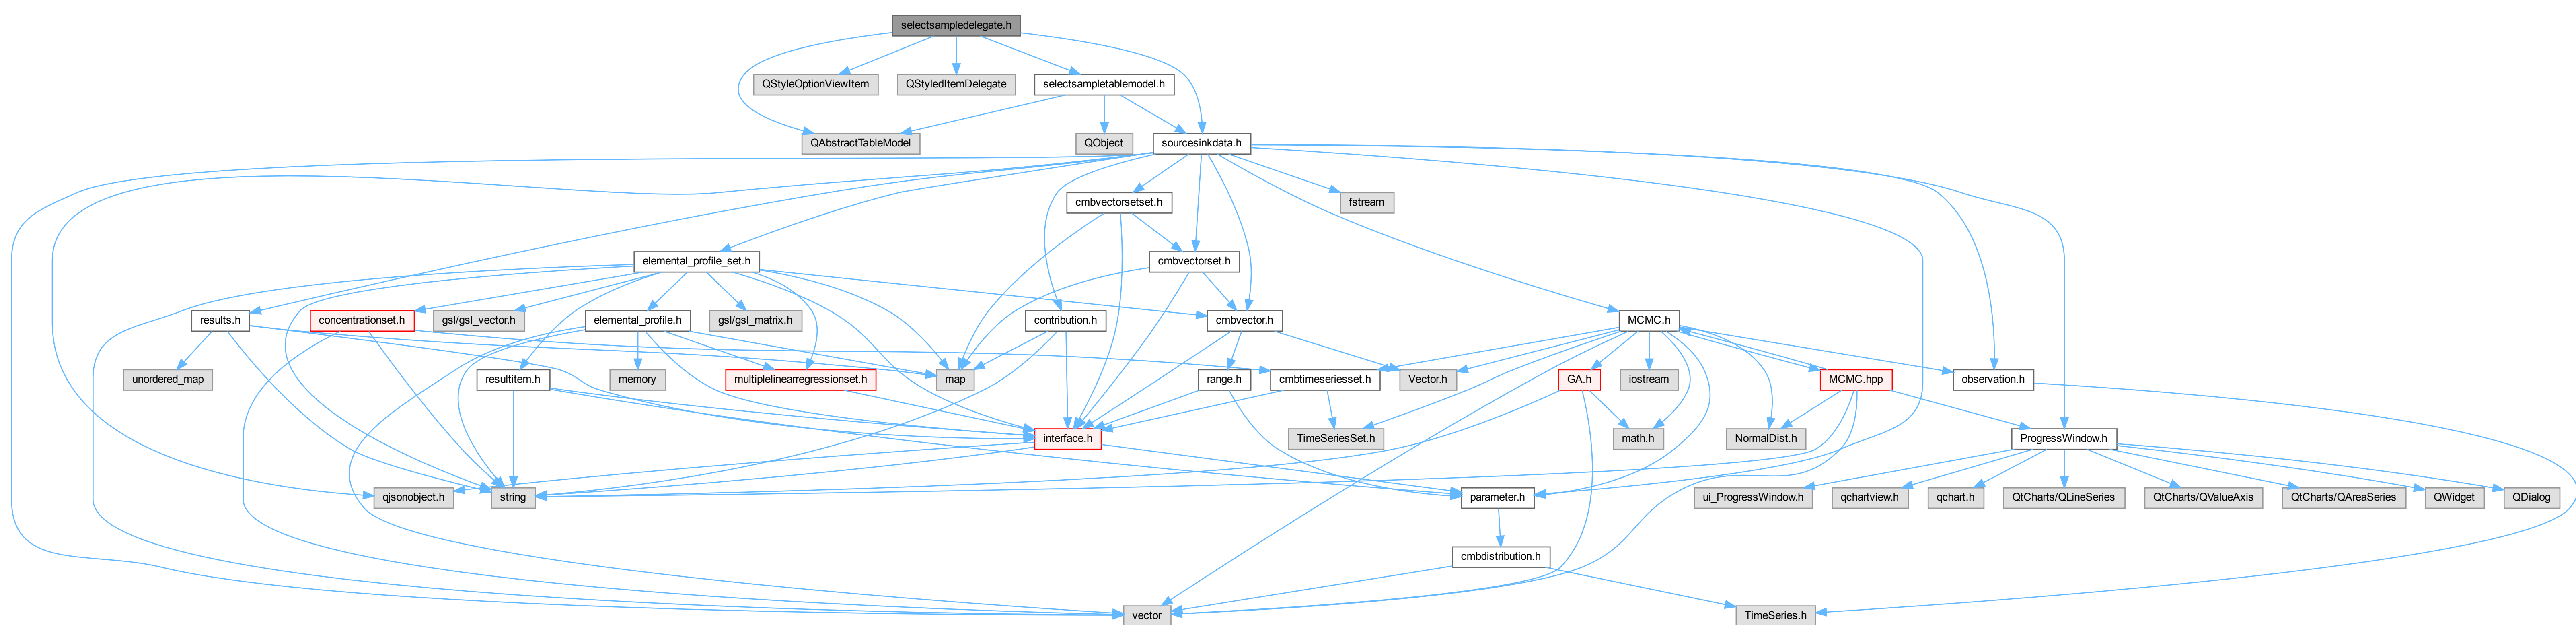 selectsampledelegate.h
QStyleOptionViewItem
QStyledItemDelegate
selectsampletablemodel.h
QAbstractTableModel
QObject
sourcesinkdata.h
cmbvectorsetset.h
fstream
elemental_profile_set.h
cmbvectorset.h
results.h
concentrationset.h
gsl/gsl_vector.h
elemental_profile.h
gsl/gsl_matrix.h
contribution.h
cmbvector.h
MCMC.h
unordered_map
resultitem.h
memory
multiplelinearregressionset.h
map
range.h
cmbtimeseriesset.h
Vector.h
GA.h
iostream
MCMC.hpp
observation.h
interface.h
TimeSeriesSet.h
math.h
NormalDist.h
ProgressWindow.h
qjsonobject.h
string
parameter.h
ui_ProgressWindow.h
qchartview.h
qchart.h
QtCharts/QLineSeries
QtCharts/QValueAxis
QtCharts/QAreaSeries
QWidget
QDialog
cmbdistribution.h
vector
TimeSeries.h